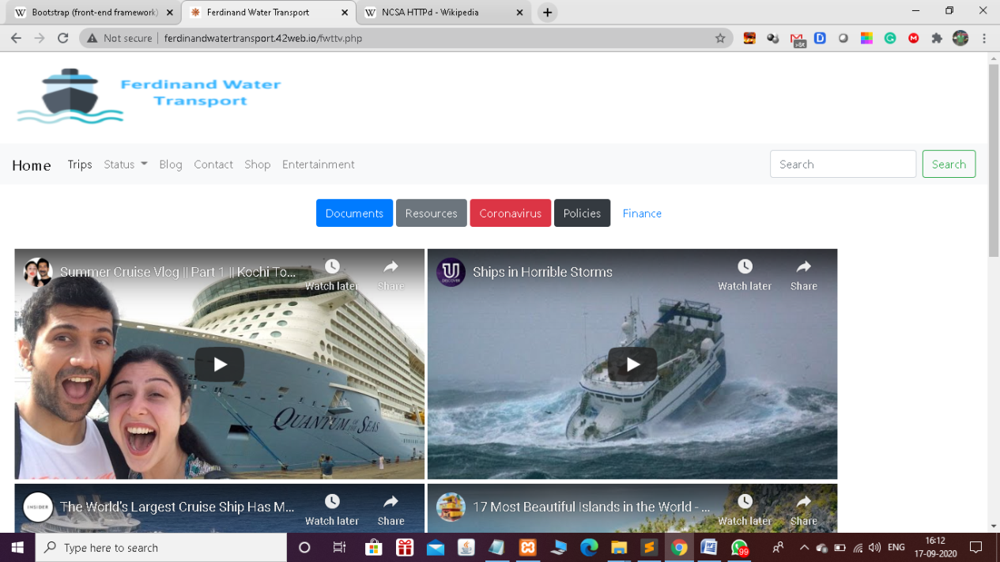 Bootstrap (front-end framework)
Ferdinand Water Transport
NCSA HTTPd - Wikipedia
Not secure | ferdinandwatertransport.42web.io/fwttv.php
Ferdinand Water
Transport
Home Trips Status Blog Contact Shop Entertainment Search Search
Documents Resources Coronavirus Policies Finance
Summer Cruise Vlog || Part 1 || Kochi To...
Watch later Share
QUANTUM OF THE SEAS
Ships in Horrible Storms
Watch later Share
U
DISCOVER
INSIDER
The World's Largest Cruise Ship Has M...
Watch later Share
17 Most Beautiful Islands in the World - ...
Watch later Share
Type here to search
99
ENG
16:12
17-09-2020